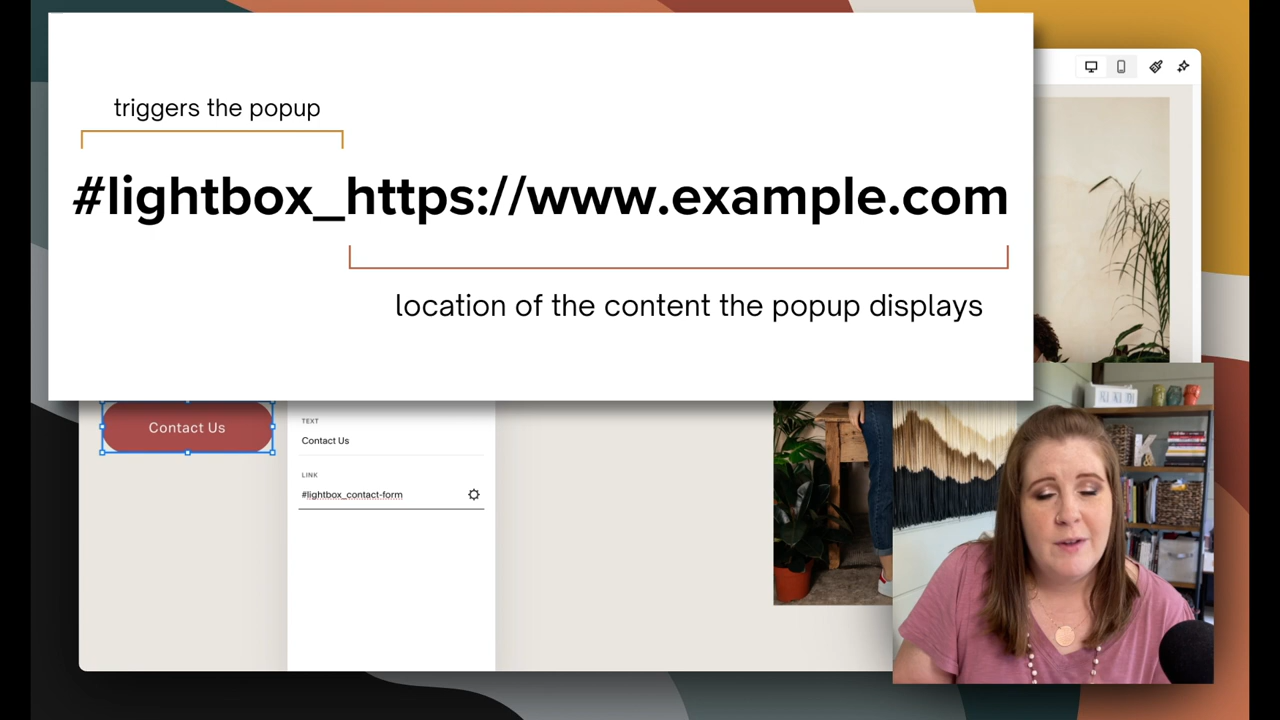 triggers the popup
#lightbox_https://www.example.com
location of the content the popup displays
Contact Us
TEXT
Contact Us
LINK
#lightbox_contact-form